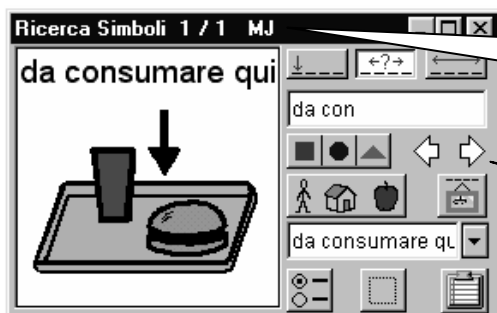 Ricerca Simboli 1 / 1 MJ
da consumare qui
?
da con
da consumare qu